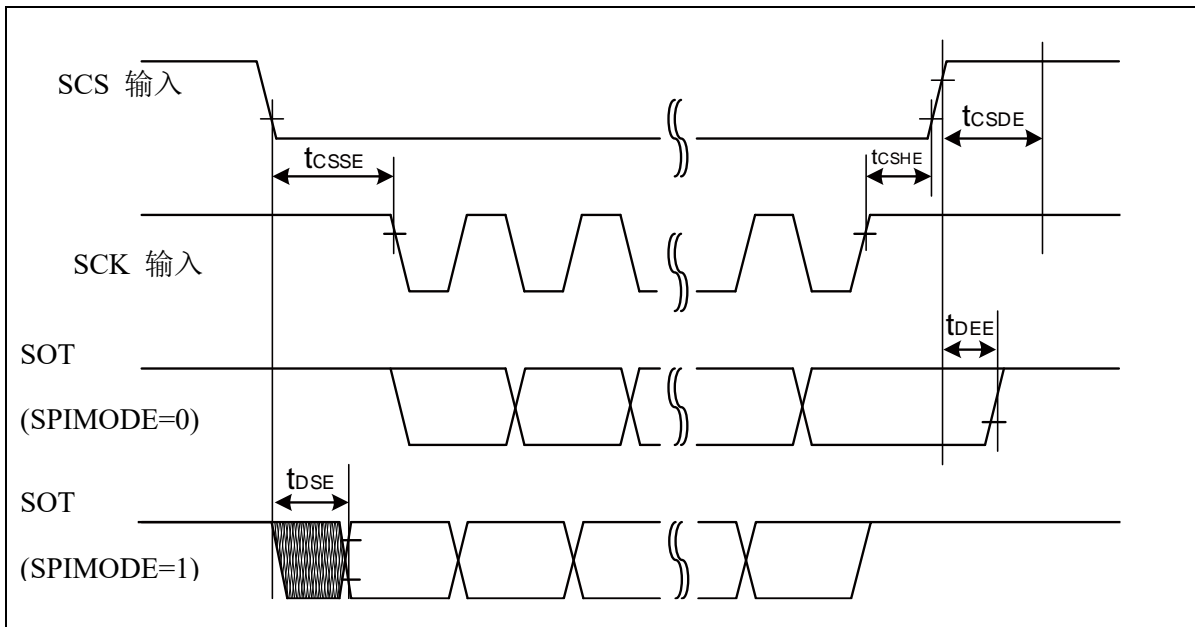 SCS 输入
tCSDE
tCSSE
tCSHE
SCK 输入
tDEE
SOT
(SPIMODE=0)
tDSE
SOT
(SPIMODE=1)